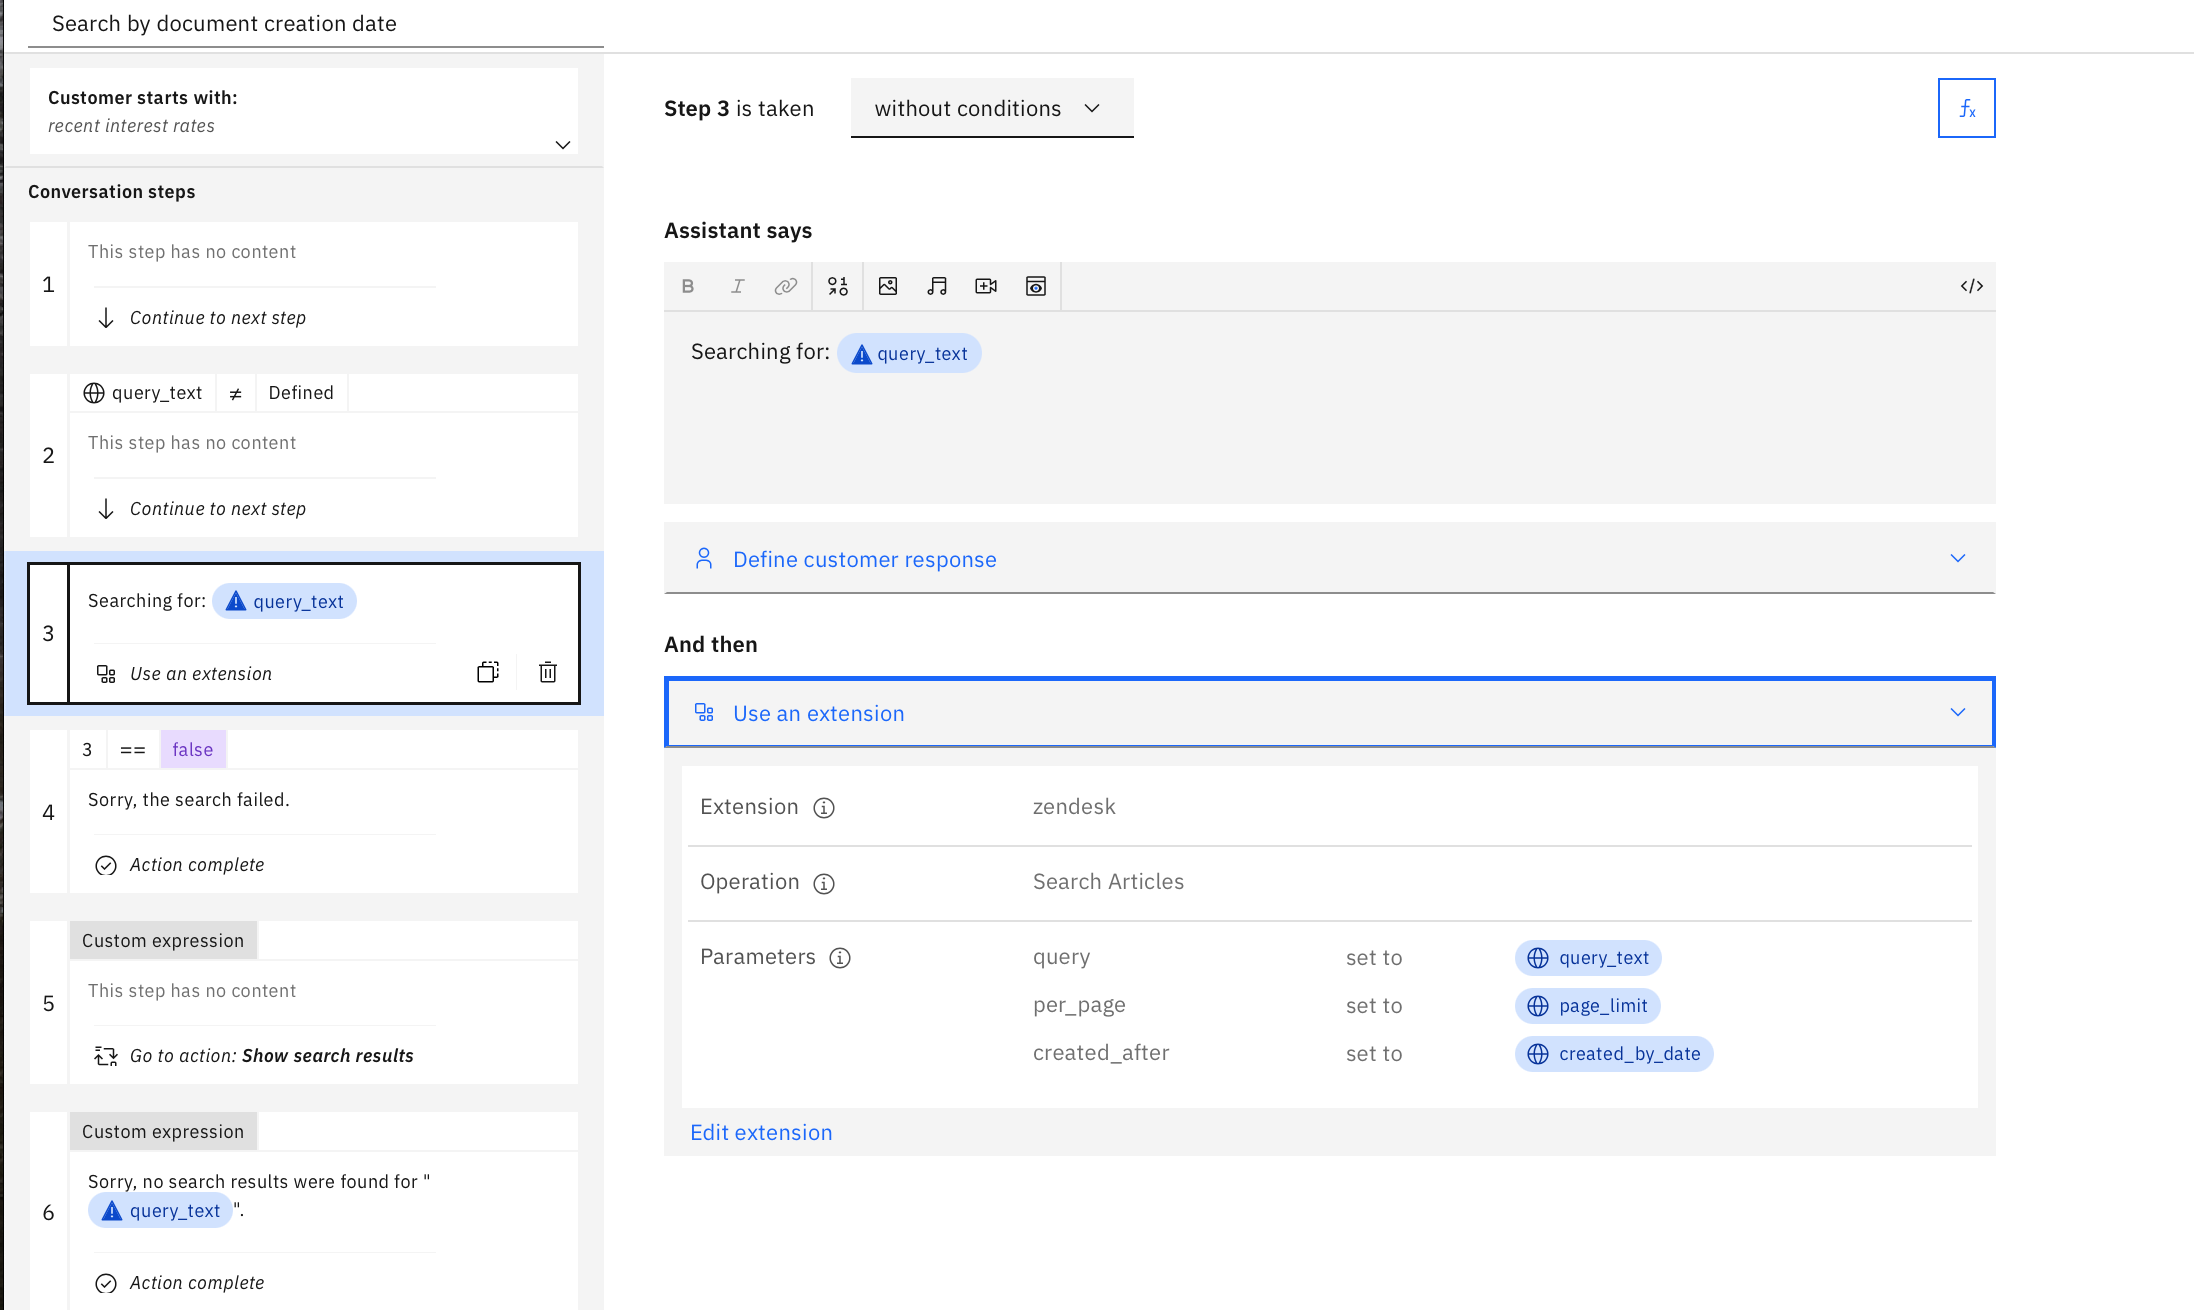 Search by document creation date
Customer starts with:
recent interest rates
Conversation steps
1
This step has no content
Continue to next step
2
query_text ≠ Defined
This step has no content
Continue to next step
3
Searching for: query_text
Use an extension
4
3 == false
Sorry, the search failed.
Action complete
5
Custom expression
This step has no content
Go to action: Show search results
6
Custom expression
Sorry, no search results were found for "
query_text".
Action complete
Step 3 is taken without conditions
fx
Assistant says
B I </>
Searching for: query_text
Define customer response
And then
Use an extension
Extension zendesk
Operation Search Articles
Parameters query set to query_text
per_page set to page_limit
created_after set to created_by_date
Edit extension